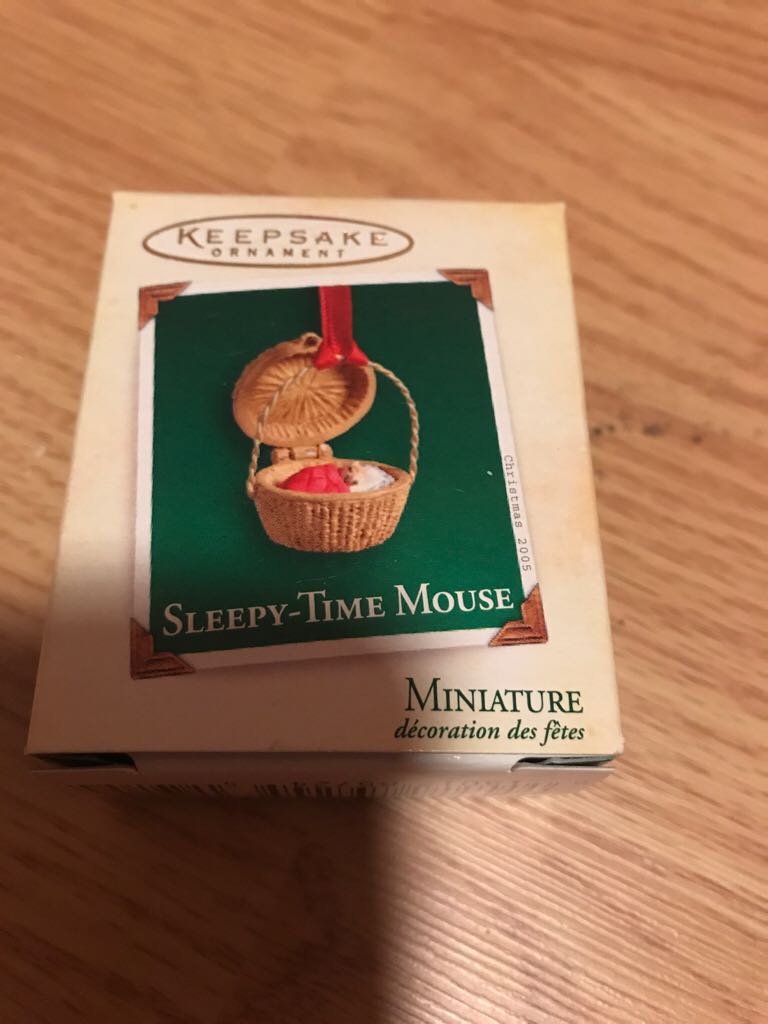 KEEPSAKE
ORNAMENT
Christmas 2005
SLEEPY-TIME MOUSE
MINIATURE
décoration des fêtes